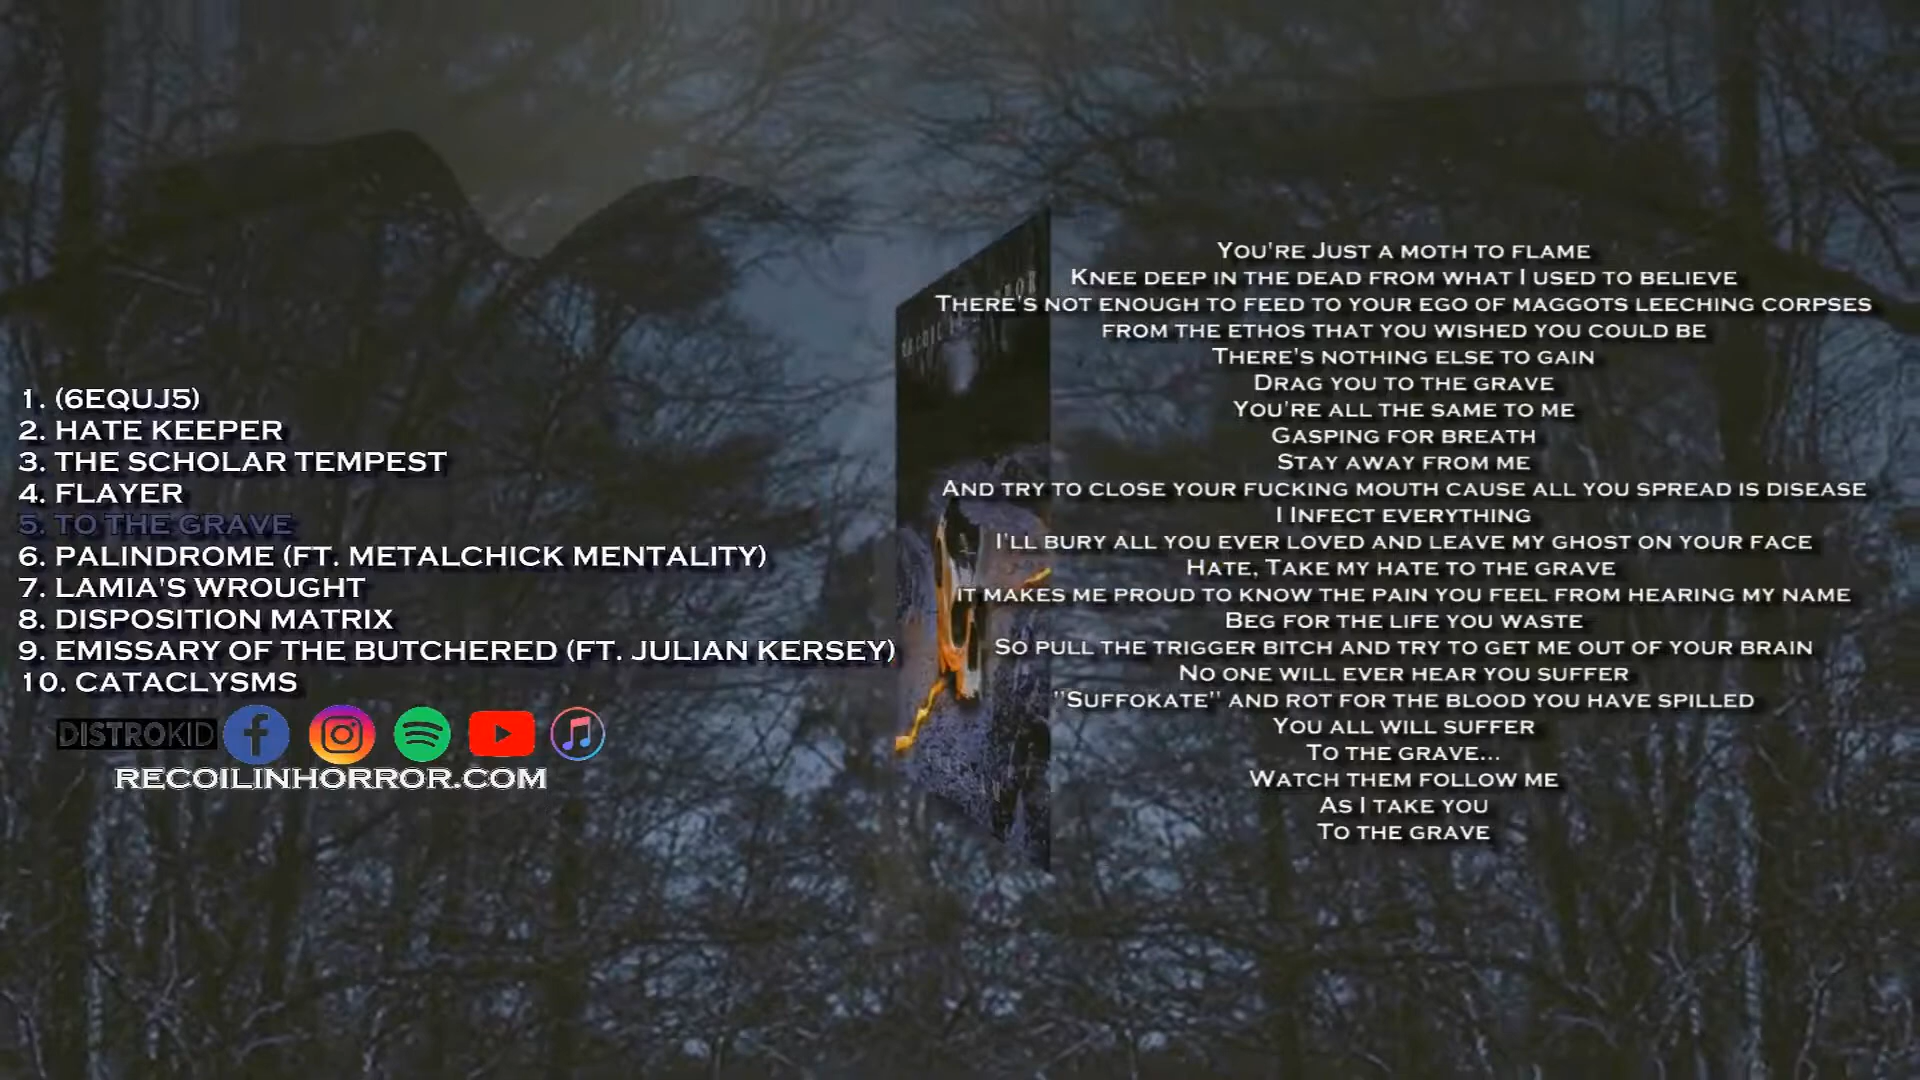 1. (6EQUJ5)
2. HATE KEEPER
3. THE SCHOLAR TEMPEST
4. FLAYER
5. TO THE GRAVE
6. PALINDROME (FT. METALCHICK MENTALITY)
7. LAMIA'S WROUGHT
8. DISPOSITION MATRIX
9. EMISSARY OF THE BUTCHERED (FT. JULIAN KERSEY)
10. CATACLYSMS
DISTROKID
RECOILINHORROR.COM
YOU'RE JUST A MOTH TO FLAME
KNEE DEEP IN THE DEAD FROM WHAT I USED TO BELIEVE
THERE'S NOT ENOUGH TO FEED TO YOUR EGO OF MAGGOTS LEECHING CORPSES
FROM THE ETHOS THAT YOU WISHED YOU COULD BE
THERE'S NOTHING ELSE TO GAIN
DRAG YOU TO THE GRAVE
YOU'RE ALL THE SAME TO ME
GASPING FOR BREATH
STAY AWAY FROM ME
AND TRY TO CLOSE YOUR FUCKING MOUTH CAUSE ALL YOU SPREAD IS DISEASE
I INFECT EVERYTHING
I'LL BURY ALL YOU EVER LOVED AND LEAVE MY GHOST ON YOUR FACE
HATE, TAKE MY HATE TO THE GRAVE
IT MAKES ME PROUD TO KNOW THE PAIN YOU FEEL FROM HEARING MY NAME
BEG FOR THE LIFE YOU WASTE
SO PULL THE TRIGGER BITCH AND TRY TO GET ME OUT OF YOUR BRAIN
NO ONE WILL EVER HEAR YOU SUFFER
"SUFFOKATE" AND ROT FOR THE BLOOD YOU HAVE SPILLED
YOU ALL WILL SUFFER
TO THE GRAVE...
WATCH THEM FOLLOW ME
AS I TAKE YOU
TO THE GRAVE